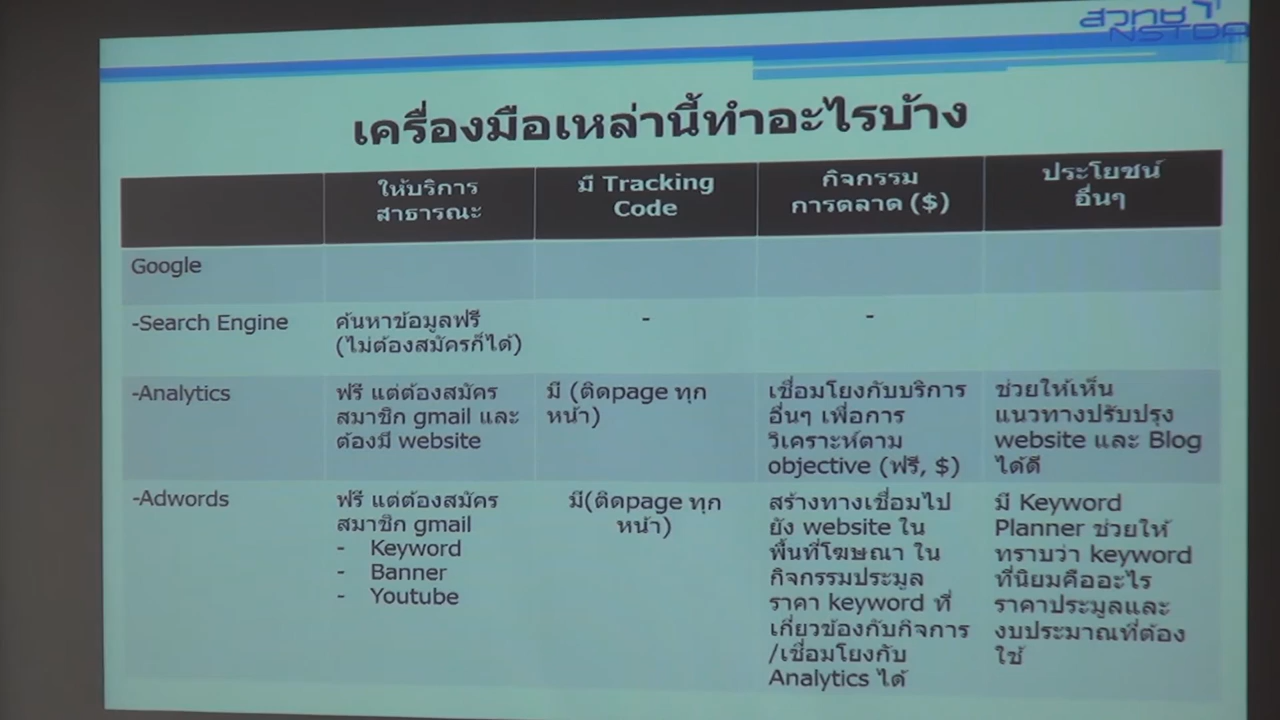 สวทช
NSTDA
เครื่องมือเหล่านี้ทำอะไรบ้าง
ให้บริการ
สาธารณะ
มี Tracking
Code
กิจกรรม
การตลาด ($)
ประโยชน์
อื่นๆ
Google
-Search Engine
ค้นหาข้อมูลฟรี
(ไม่ต้องสมัครก็ได้)
-
-
-Analytics
ฟรี แต่ต้องสมัคร
สมาชิก gmail และ
ต้องมี website
มี (ติดpage ทุก
หน้า)
เชื่อมโยงกับบริการ
อื่นๆ เพื่อการ
วิเคราะห์ตาม
objective (ฟรี, $)
ช่วยให้เห็น
แนวทางปรับปรุง
website และ Blog
ได้ดี
-Adwords
ฟรี แต่ต้องสมัคร
สมาชิก gmail
- Keyword
- Banner
- Youtube
มี(ติดpage ทุก
หน้า)
สร้างทางเชื่อมไป
ยัง website ใน
พื้นที่โฆษณา ใน
กิจกรรมประมูล
ราคา keyword ที่
เกี่ยวข้องกับกิจการ
/เชื่อมโยงกับ
Analytics ได้
มี Keyword
Planner ช่วยให้
ทราบว่า keyword
ที่นิยมคืออะไร
ราคาประมูลและ
งบประมาณที่ต้อง
ใช้